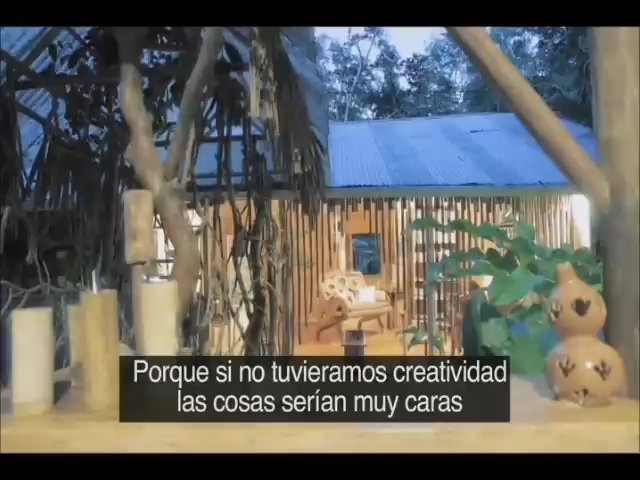 Porque si no tuvieramos creatividad
las cosas serían muy caras